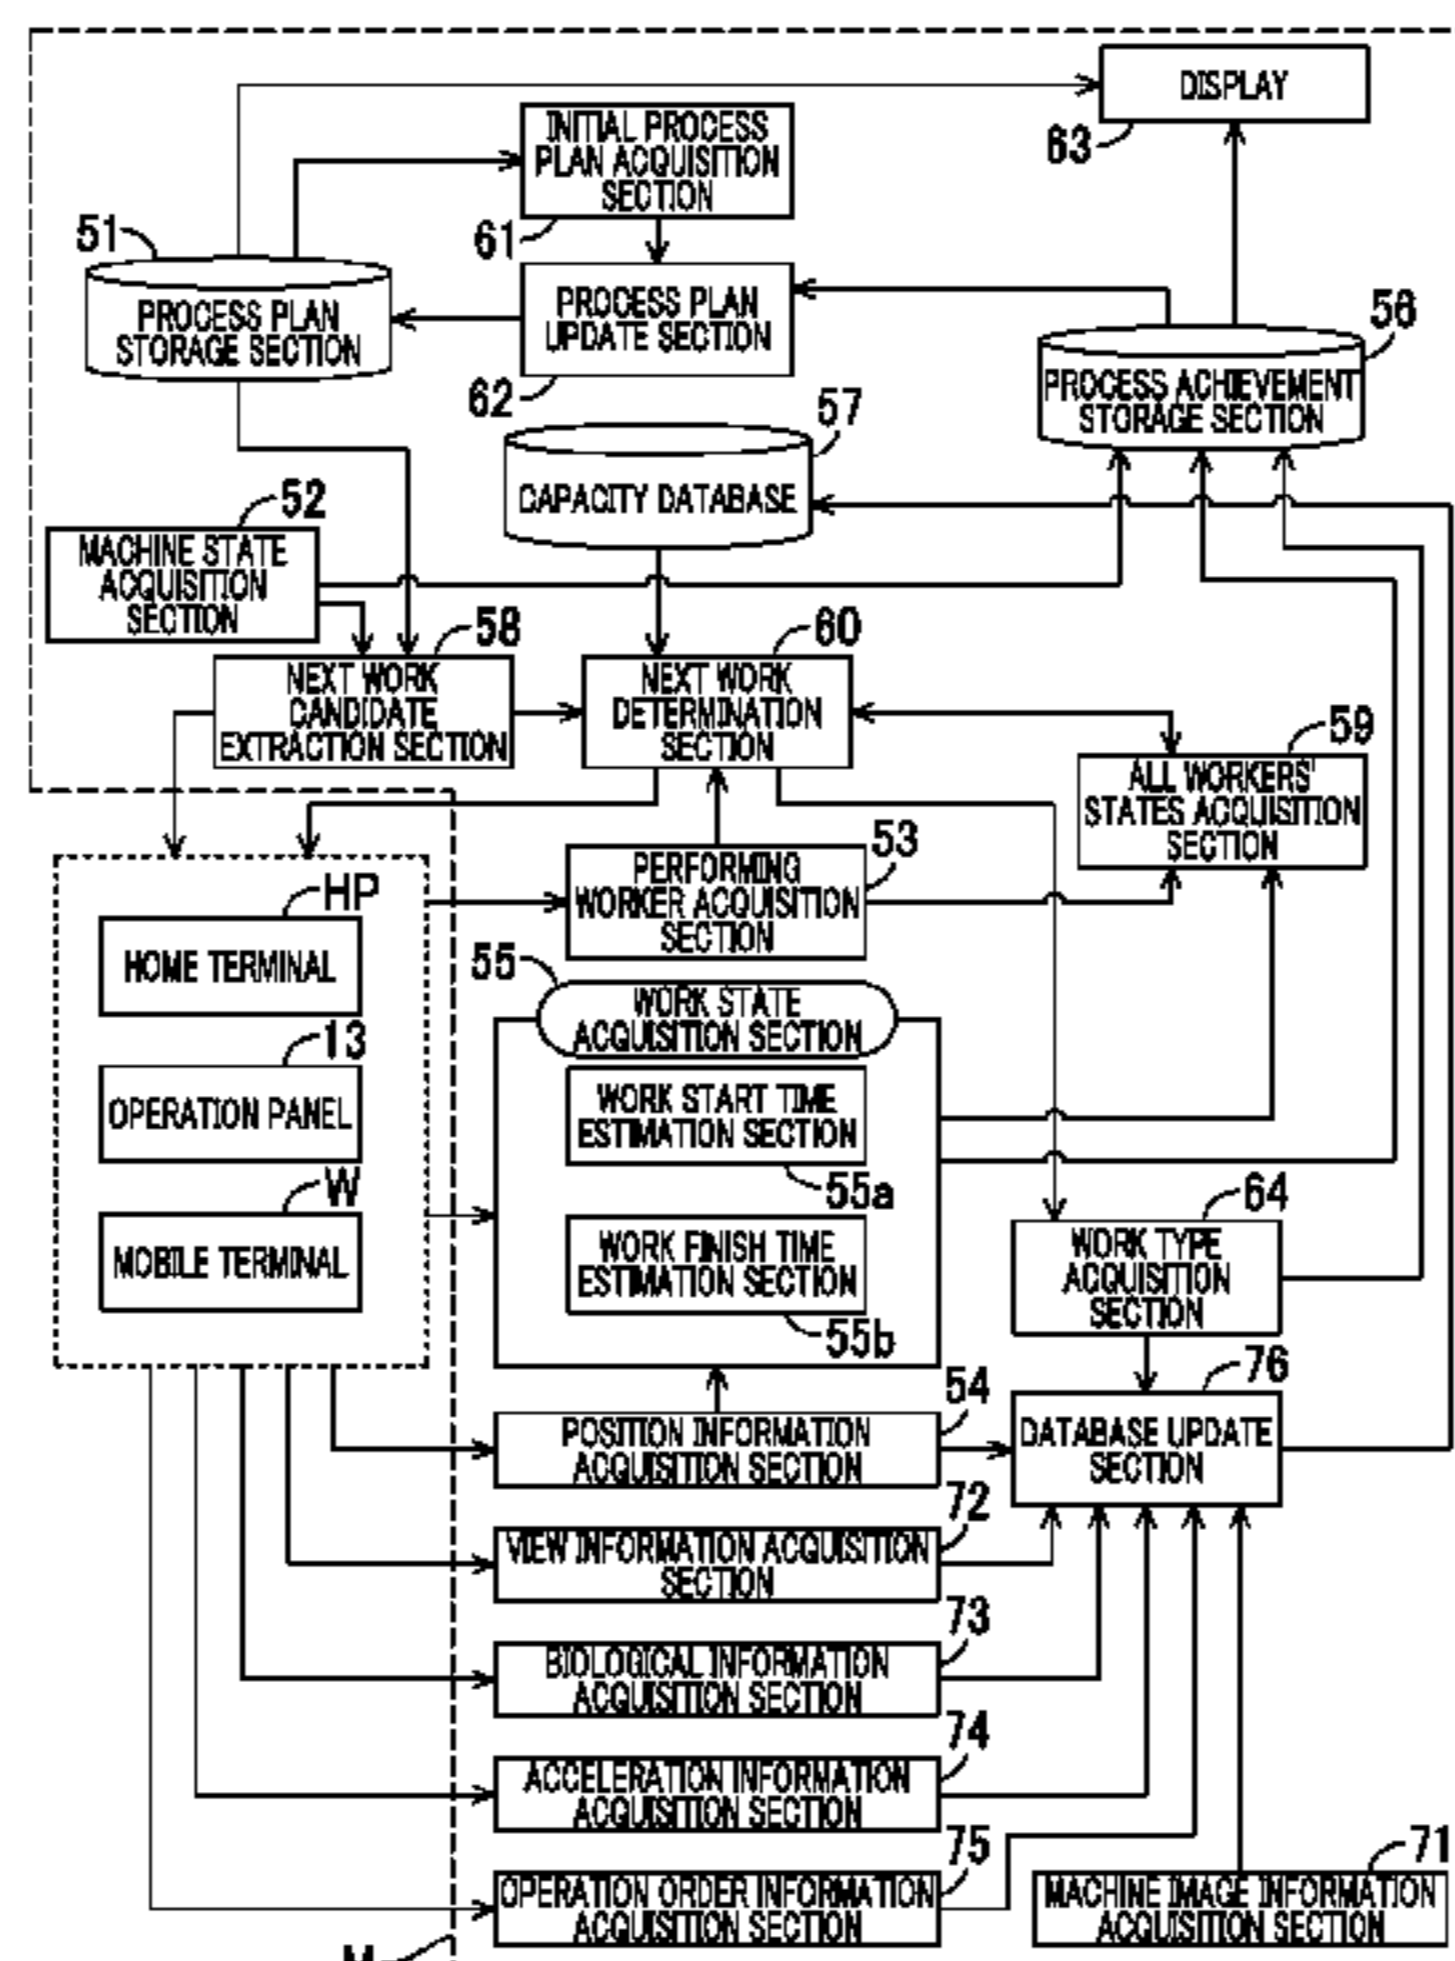 DISPLAY
63
INITIAL PROCESS
PLAN ACQUISITION
SECTION
61
51
PROCESS PLAN
STORAGE SECTION
PROCESS PLAN
UPDATE SECTION
62
56
PROCESS ACHIEVEMENT
STORAGE SECTION
57
CAPACITY DATABASE
52
MACHINE STATE
ACQUISITION
SECTION
58
NEXT WORK
CANDIDATE
EXTRACTION SECTION
60
NEXT WORK
DETERMINATION
SECTION
59
ALL WORKERS'
STATES ACQUISITION
SECTION
53
PERFORMING
WORKER ACQUISITION
SECTION
HP
HOME TERMINAL
13
OPERATION PANEL
W
MOBILE TERMINAL
55
WORK STATE
ACQUISITION SECTION
WORK START TIME
ESTIMATION SECTION
55a
WORK FINISH TIME
ESTIMATION SECTION
55b
64
WORK TYPE
ACQUISITION
SECTION
76
DATABASE UPDATE
SECTION
54
POSITION INFORMATION
ACQUISITION SECTION
72
VIEW INFORMATION ACQUISITION
SECTION
73
BIOLOGICAL INFORMATION
ACQUISITION SECTION
74
ACCELERATION INFORMATION
ACQUISITION SECTION
75
OPERATION ORDER INFORMATION
ACQUISITION SECTION
71
MACHINE IMAGE INFORMATION
ACQUISITION SECTION